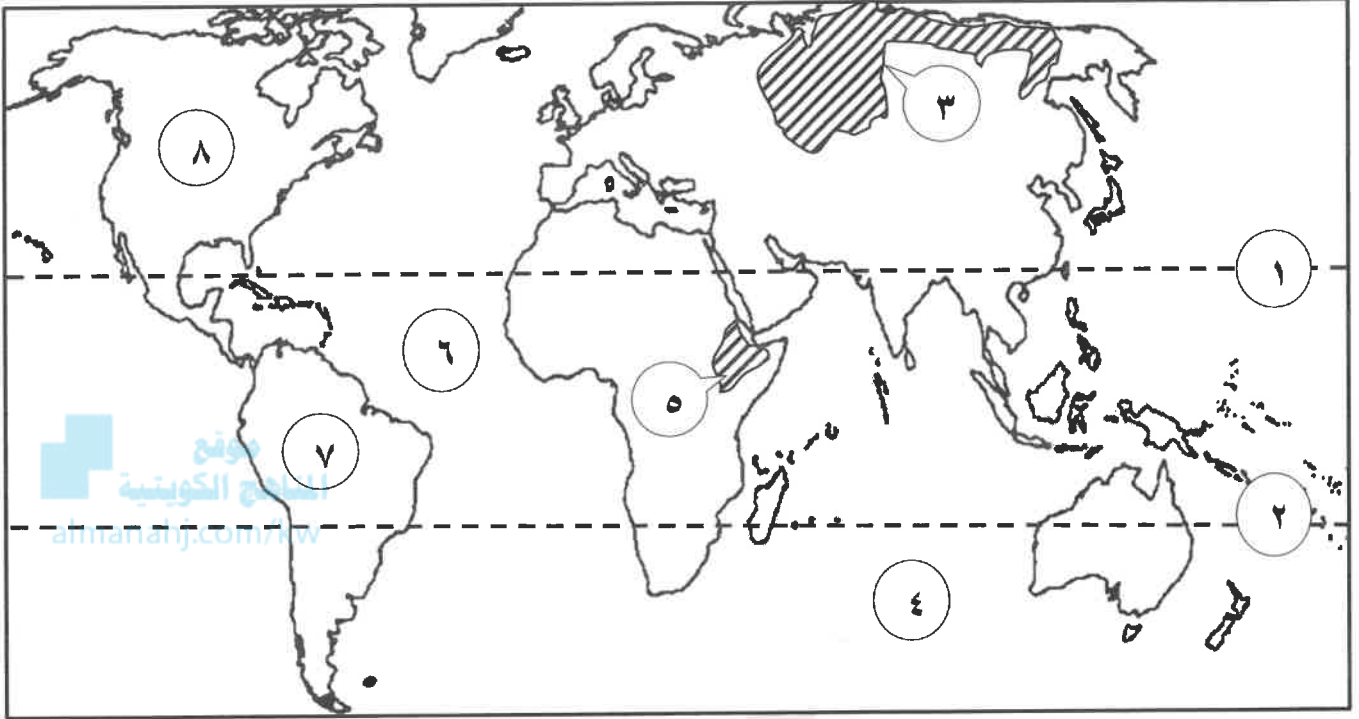 ٣
٨
١
٦
٥
٧
موقع
المناهج الكويتية
almanahj.com/kw
٢
٤